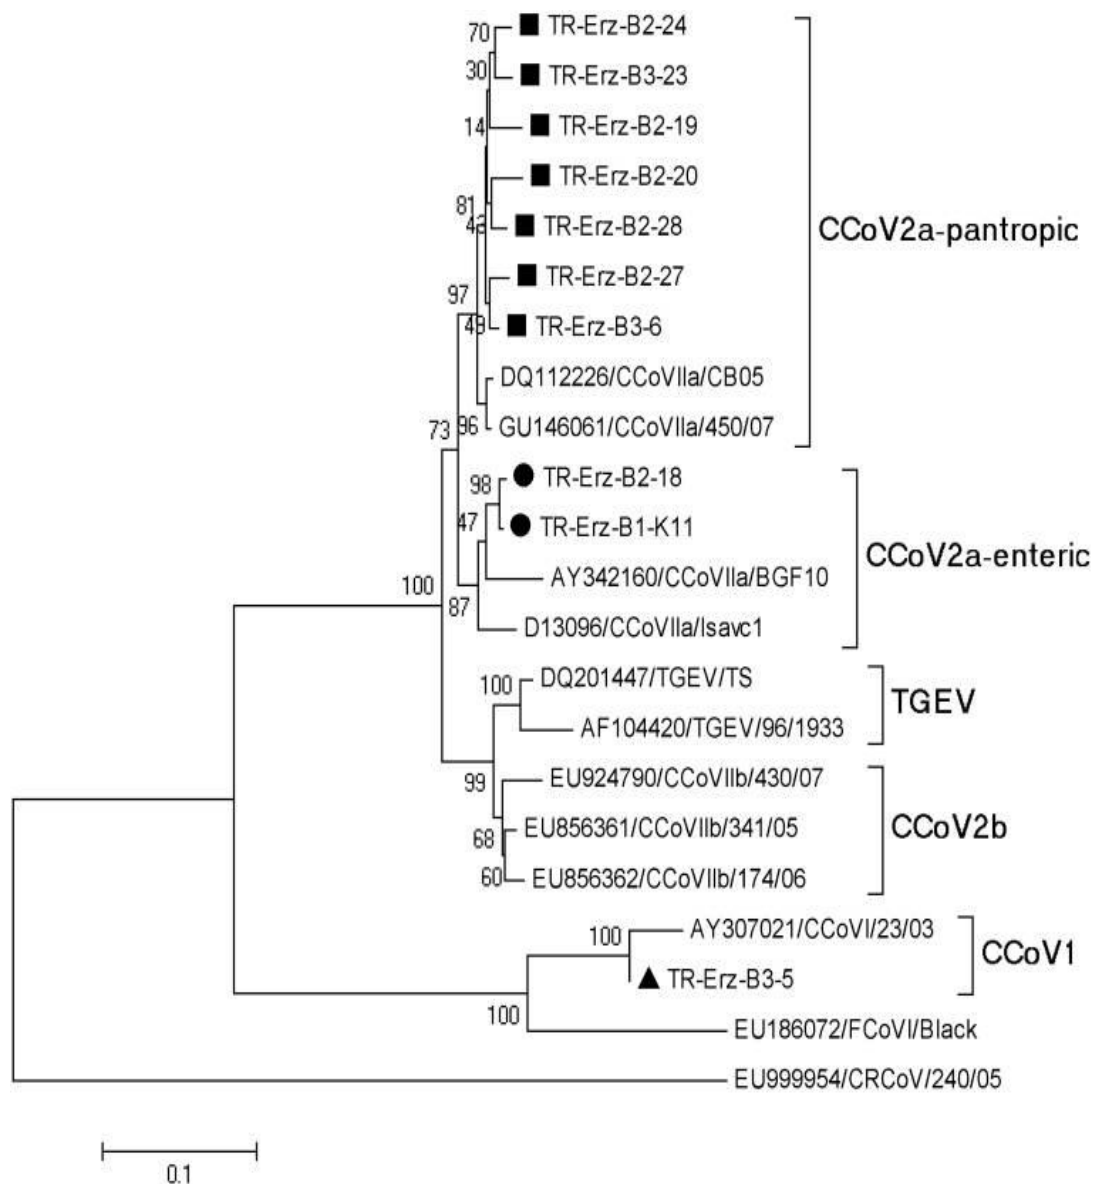 70
TR-Erz-B2-24
30
TR-Erz-B3-23
14
TR-Erz-B2-19
TR-Erz-B2-20
81
TR-Erz-B2-28
CCoV2a-pantropic
TR-Erz-B2-27
97
TR-Erz-B3-6
DQ112226/CCoVIIa/CB05
73
96
GU146061/CCoVIIa/450/07
98
TR-Erz-B2-18
47
TR-Erz-B1-K11
CCoV2a-enteric
100
AY342160/CCoVIIa/BGF10
87
D13096/CCoVIIa/Isavc1
100
DQ201447/TGEV/TS
TGEV
AF104420/TGEV/96/1933
99
EU924790/CCoVIIb/430/07
EU856361/CCoVIIb/341/05
CCoV2b
68
60
EU856362/CCoVIIb/174/06
100
AY307021/CCoVI/23/03
CCoV1
TR-Erz-B3-5
100
EU186072/FCoVI/Black
EU999954/CRCoV/240/05
0.1